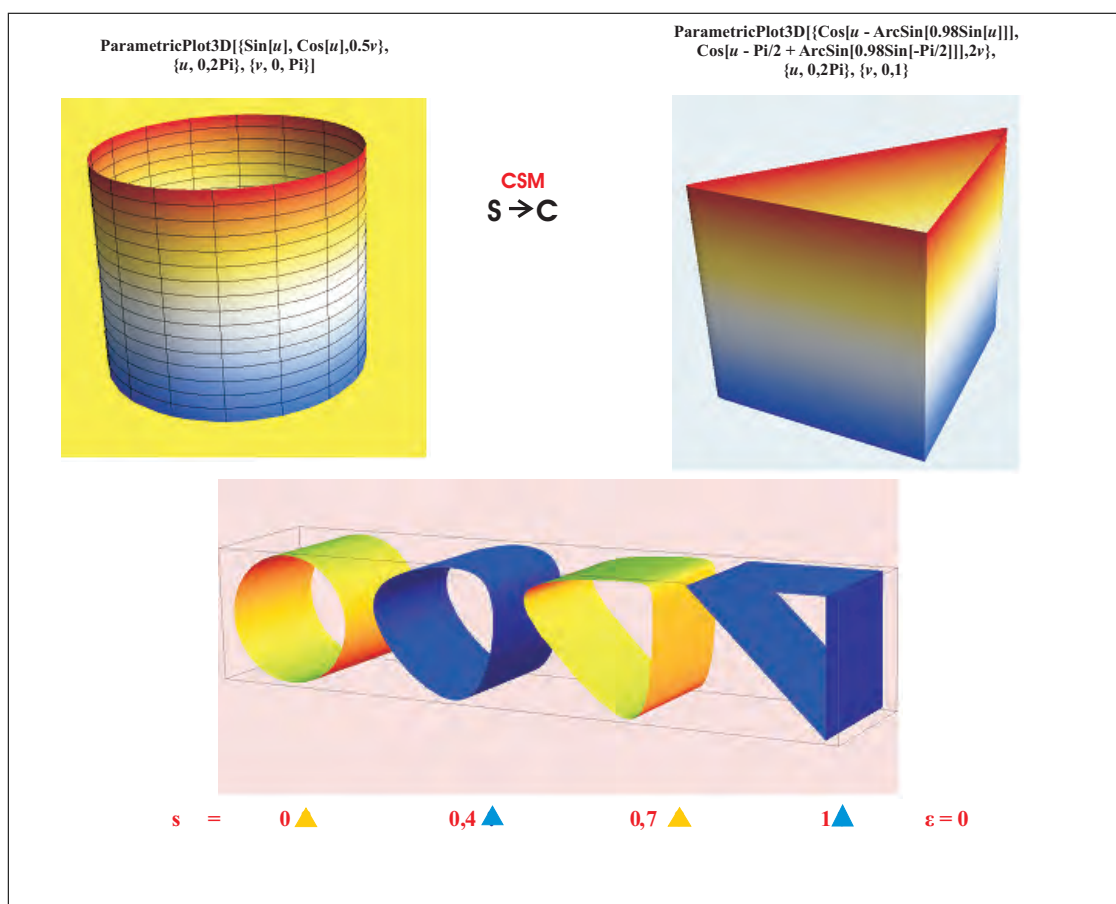 ParametricPlot3D[{Sin[u], Cos[u],0.5v},
{u, 0,2Pi}, {v, 0, Pi}]
ParametricPlot3D[{Cos[u - ArcSin[0.98Sin[u]]],
Cos[u - Pi/2 + ArcSin[0.98Sin[-Pi/2]]],2v},
{u, 0,2Pi}, {v, 0,1}
CSM
S → C
s = 0 0,4 0,7 1 ε = 0